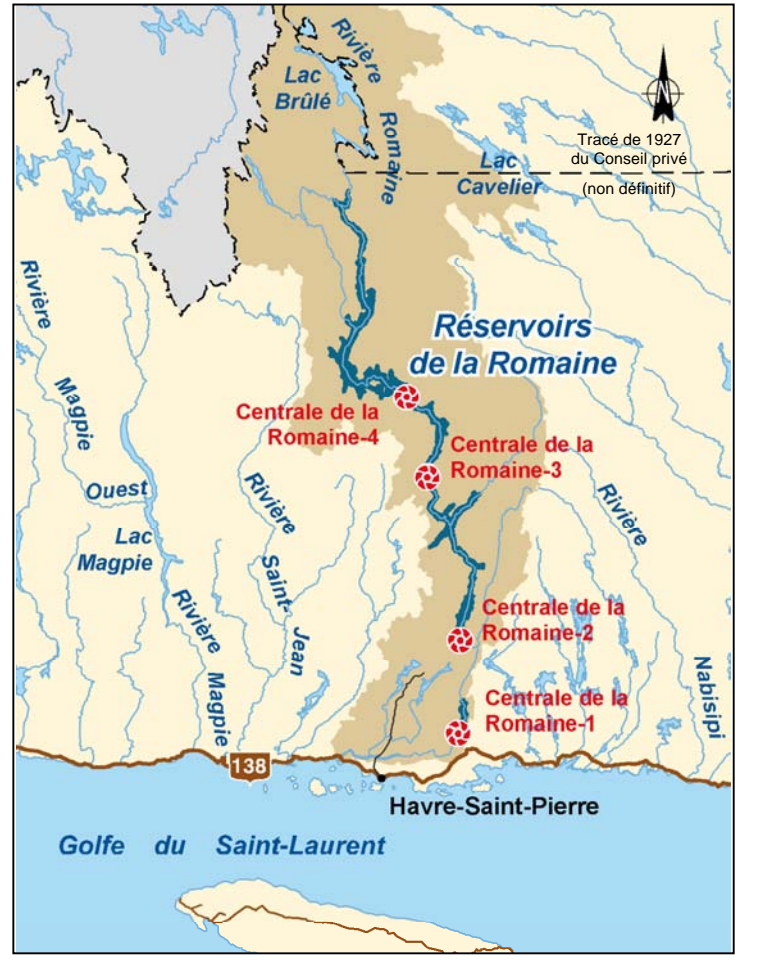 Rivière
Romaine
Lac
Brûlé
N
Tracé de 1927
du Conseil privé
(non définitif)
Lac
Cavelier
Rivière
Magpie
Ouest
Réservoirs
de la Romaine
Centrale de la
Romaine-4
Centrale de la
Romaine-3
Lac
Magpie
Rivière
Saint-
Jean
Rivière
Nabisipi
Rivière
Magpie
Centrale de la
Romaine-2
Centrale de la
Romaine-1
138
Havre-Saint-Pierre
Golfe du Saint-Laurent